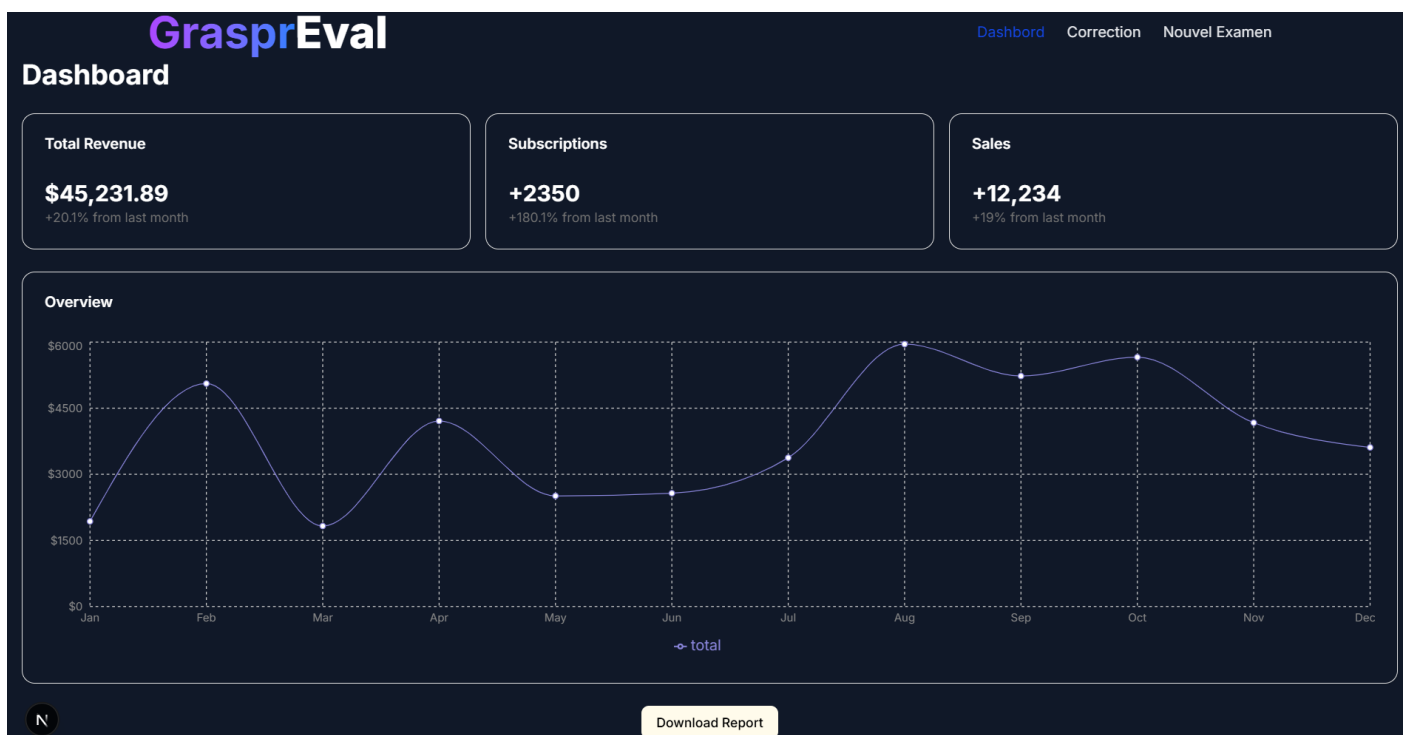 GrasprEval
Dashbord Correction Nouvel Examen
Dashboard
Total Revenue
$45,231.89
+20.1% from last month
Subscriptions
+2350
+180.1% from last month
Sales
+12,234
+19% from last month
Overview
$6000
$4500
$3000
$1500
$0
Jan Feb Mar Apr May Jun Jul Aug Sep Oct Nov Dec
total
N
Download Report